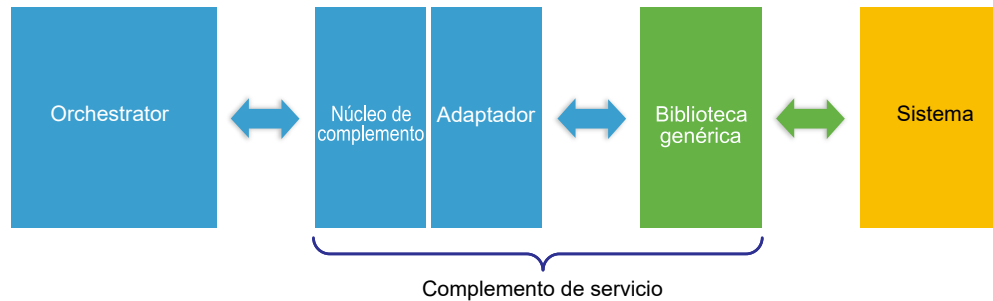 Orchestrator
Núcleo de
complemento
Adaptador
Biblioteca
genérica
Sistema
Complemento de servicio